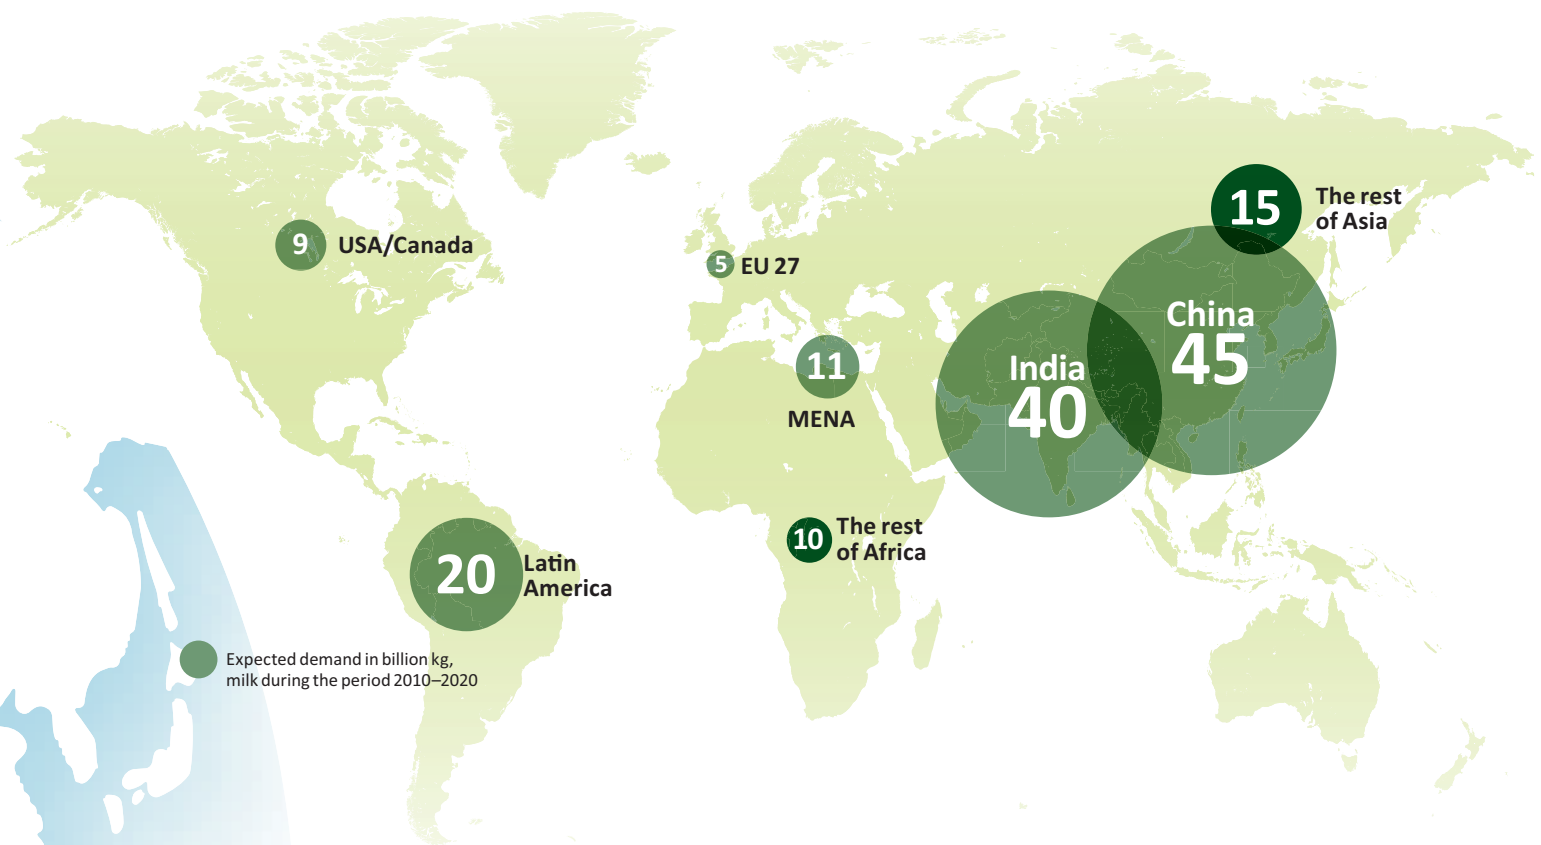 15
The rest
of Asia
9
USA/Canada
5
EU 27
China
45
India
40
11
MENA
10
The rest
of Africa
20
Latin
America
Expected demand in billion kg,
milk during the period 2010–2020